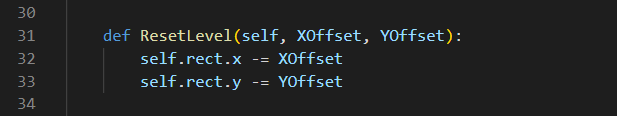 30
31 def ResetLevel(self, XOffset, YOffset):
32 self.rect.x -= XOffset
33 self.rect.y -= YOffset
34